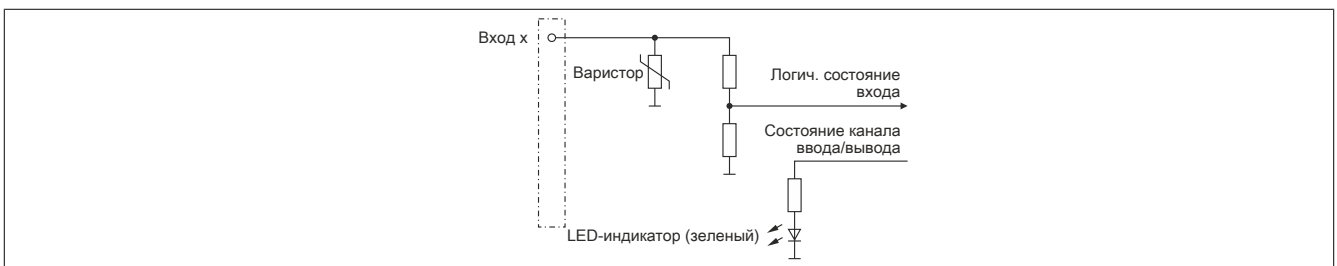 Вход x
Варистор
Логич. состояние
входа
Состояние канала
ввода/вывода
LED-индикатор (зеленый)